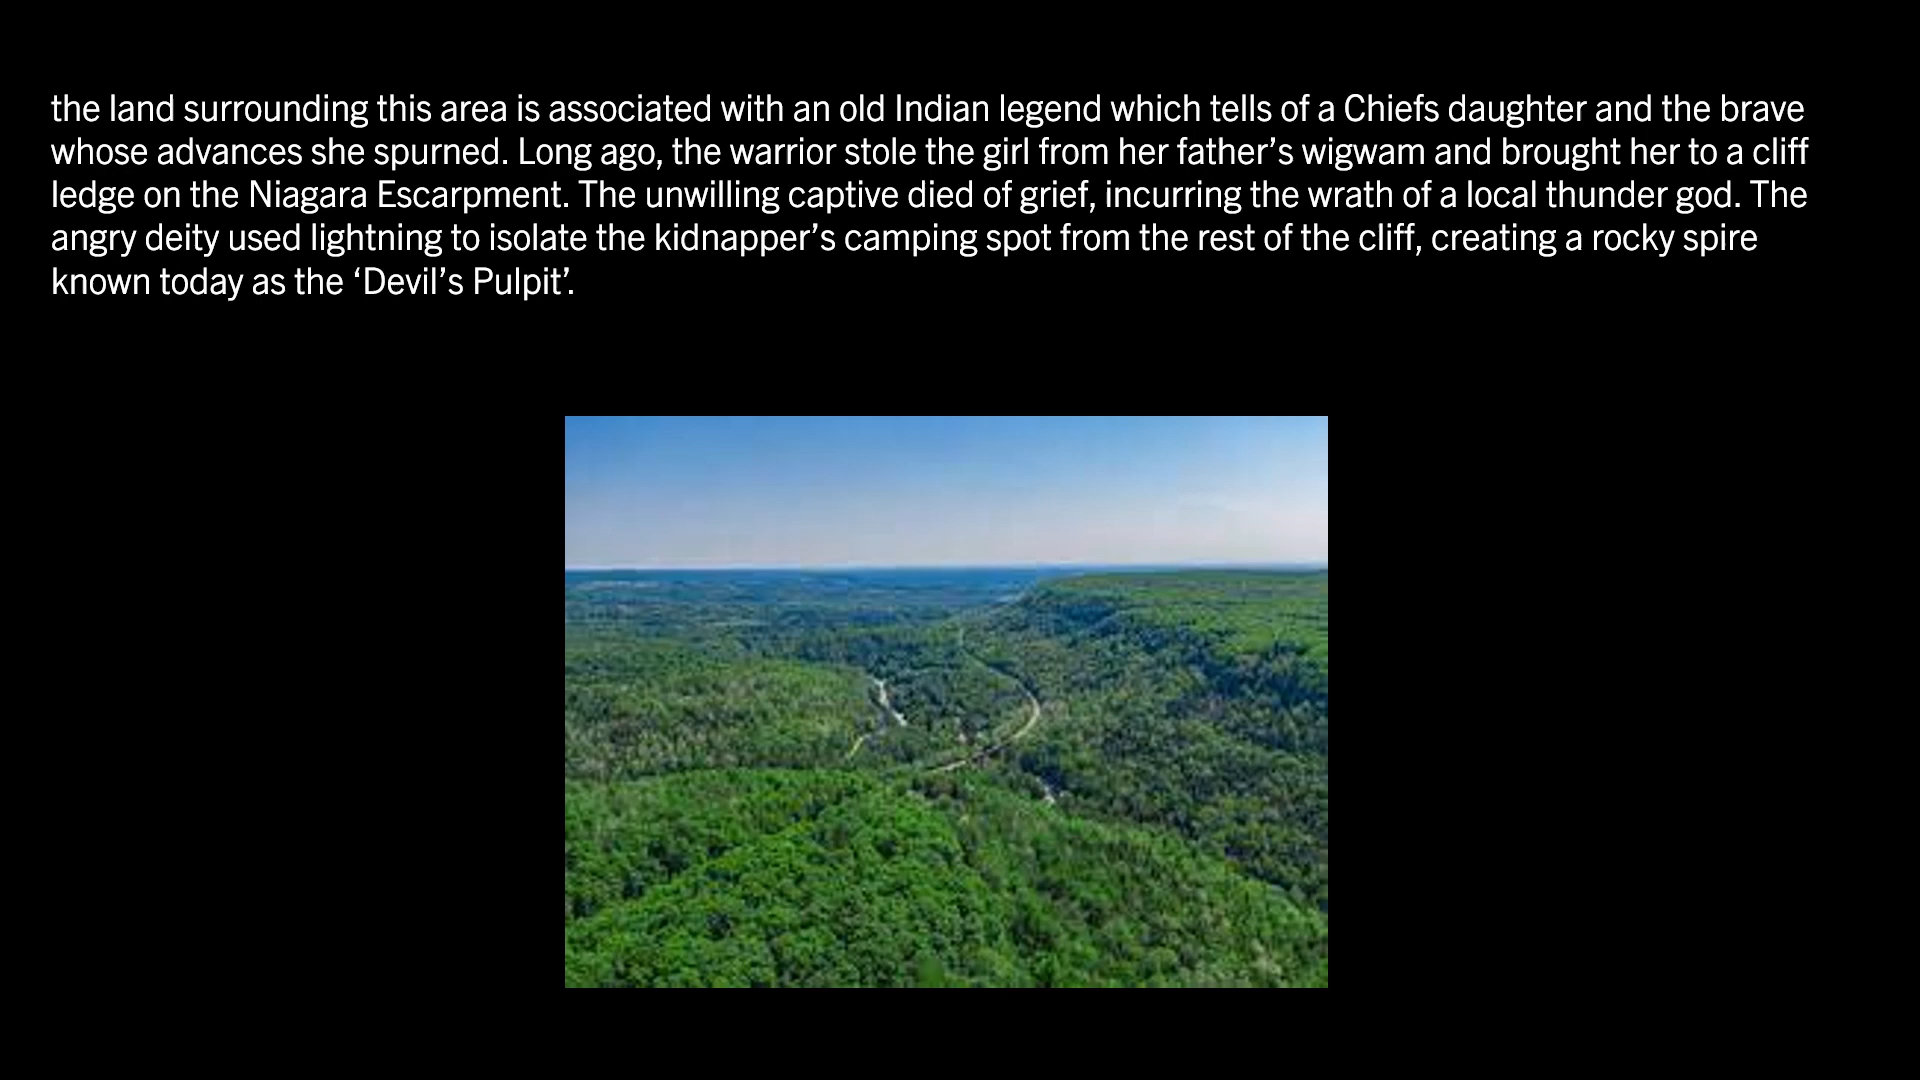 the land surrounding this area is associated with an old Indian legend which tells of a Chiefs daughter and the brave
whose advances she spurned. Long ago, the warrior stole the girl from her father’s wigwam and brought her to a cliff
ledge on the Niagara Escarpment. The unwilling captive died of grief, incurring the wrath of a local thunder god. The
angry deity used lightning to isolate the kidnapper’s camping spot from the rest of the cliff, creating a rocky spire
known today as the ‘Devil’s Pulpit’.